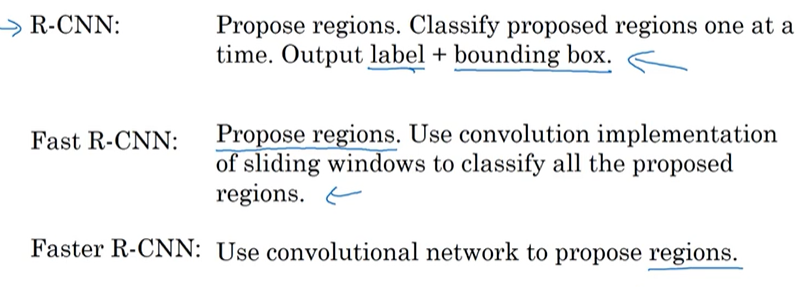 R-CNN: Propose regions. Classify proposed regions one at a
time. Output label + bounding box.
Fast R-CNN: Propose regions. Use convolution implementation
of sliding windows to classify all the proposed
regions.
Faster R-CNN: Use convolutional network to propose regions.